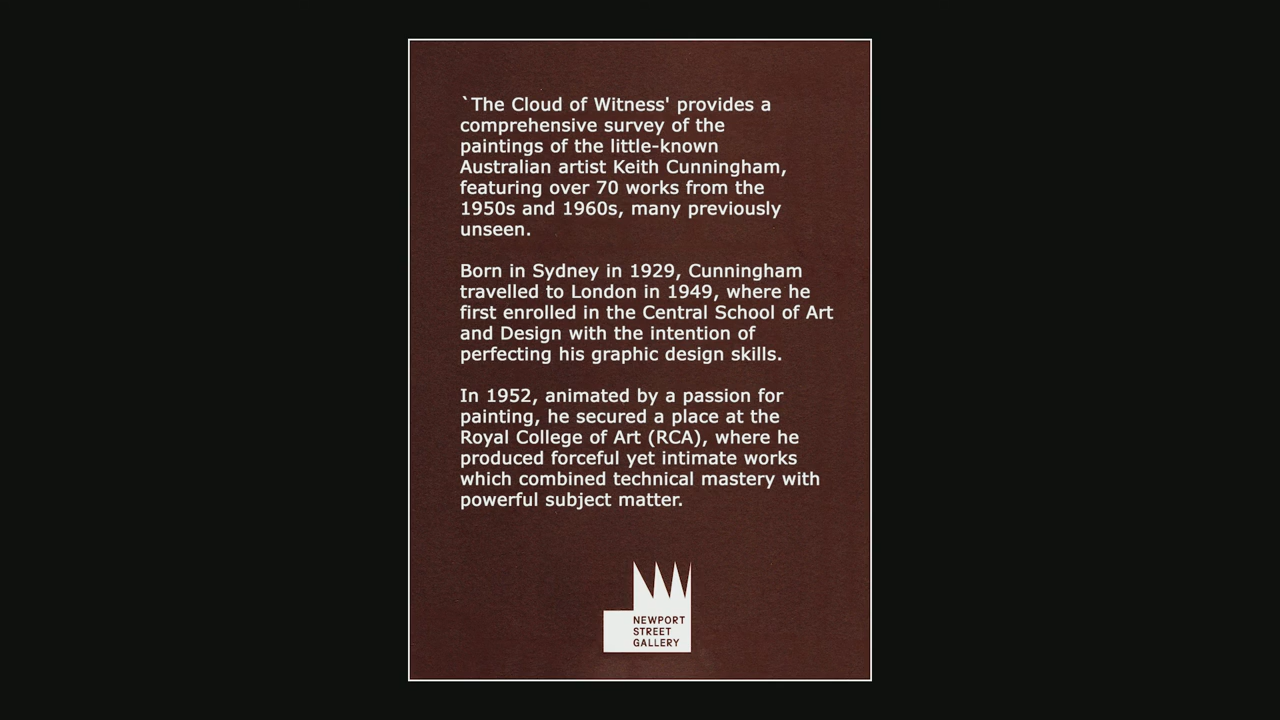 `The Cloud of Witness' provides a
comprehensive survey of the
paintings of the little-known
Australian artist Keith Cunningham,
featuring over 70 works from the
1950s and 1960s, many previously
unseen.
Born in Sydney in 1929, Cunningham
travelled to London in 1949, where he
first enrolled in the Central School of Art
and Design with the intention of
perfecting his graphic design skills.
In 1952, animated by a passion for
painting, he secured a place at the
Royal College of Art (RCA), where he
produced forceful yet intimate works
which combined technical mastery with
powerful subject matter.
NEWPORT
STREET
GALLERY